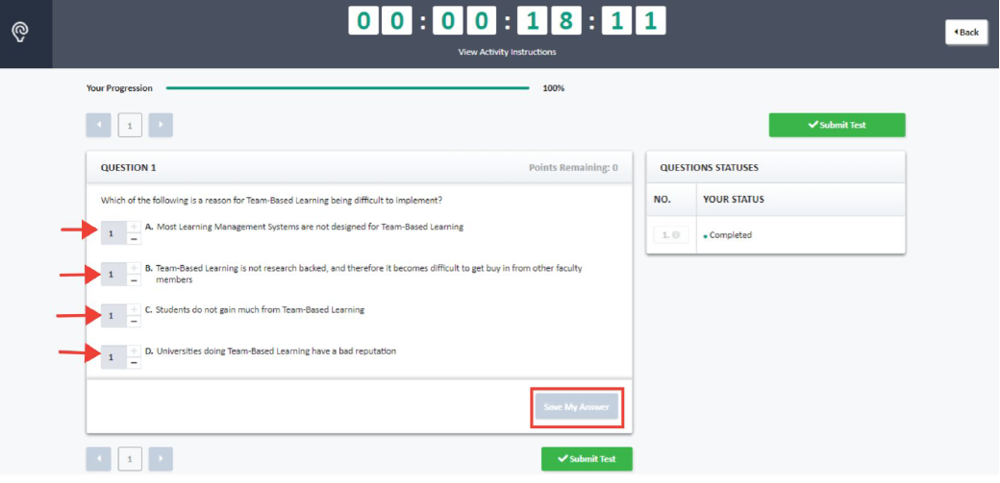 00:00:18:11
Back
View Activity Instructions
Your Progression
100%
1
Submit Test
QUESTION 1
Points Remaining: 0
Which of the following is a reason for Team-Based Learning being difficult to implement?
1 + − A. Most Learning Management Systems are not designed for Team-Based Learning
1 + − B. Team-Based Learning is not research backed, and therefore it becomes difficult to get buy in from other faculty
members
1 + − C. Students do not gain much from Team-Based Learning
1 + − D. Universities doing Team-Based Learning have a bad reputation
Save My Answer
1
Submit Test
QUESTIONS STATUSES
NO. YOUR STATUS
1. Completed